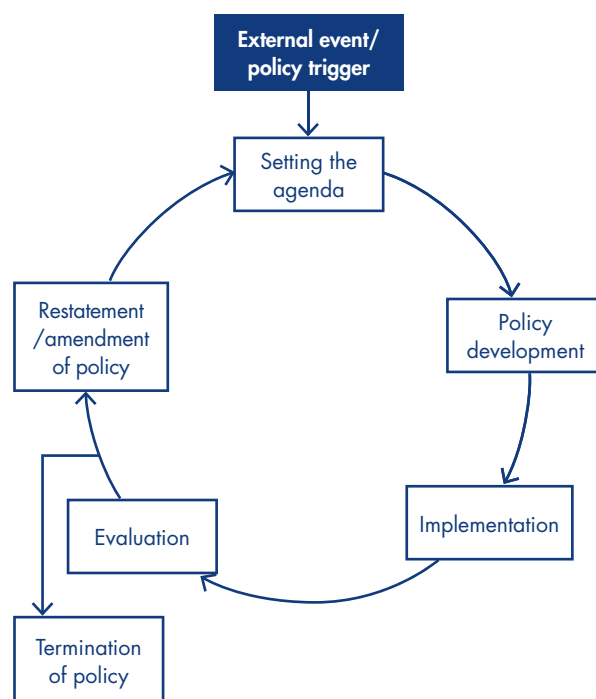 External event/
policy trigger
Setting the
agenda
Policy
development
Implementation
Evaluation
Restatement
/amendment
of policy
Termination
of policy